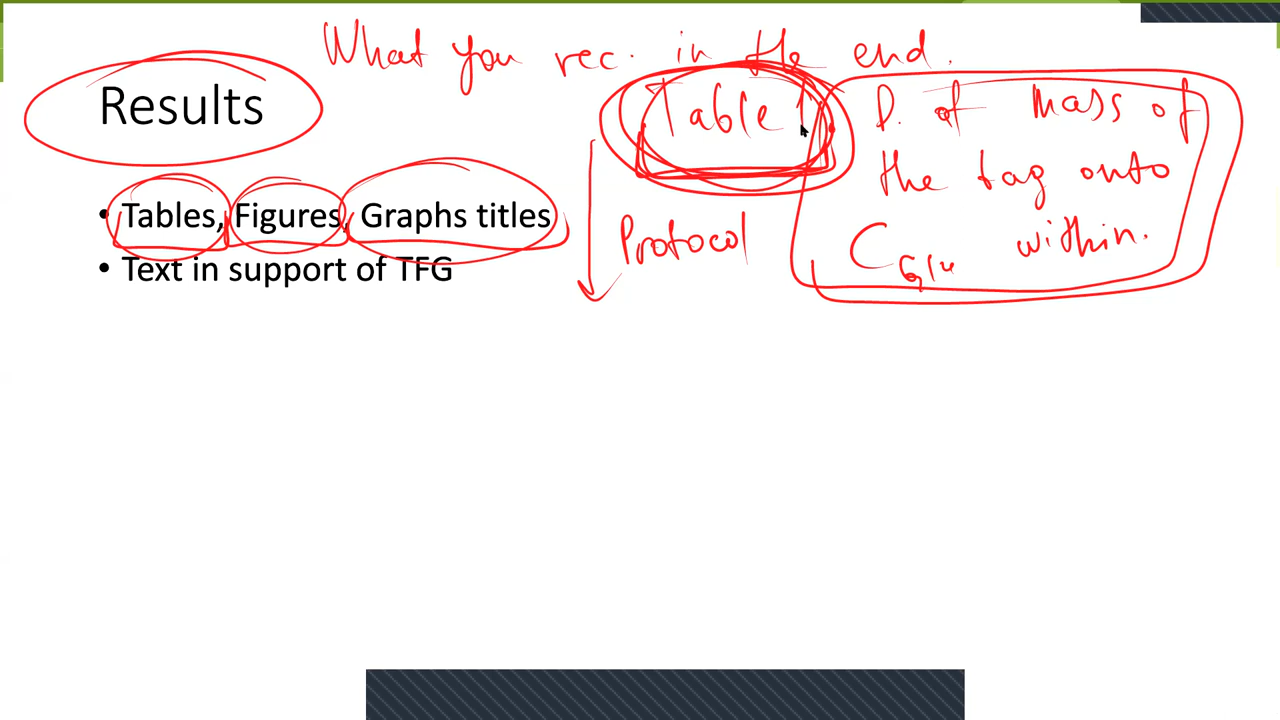 What you rec. in the end.
Results
Table 1
P. of mass of
the tag onto
C Glu within.
Protocol
• Tables, Figures, Graphs titles
• Text in support of TFG